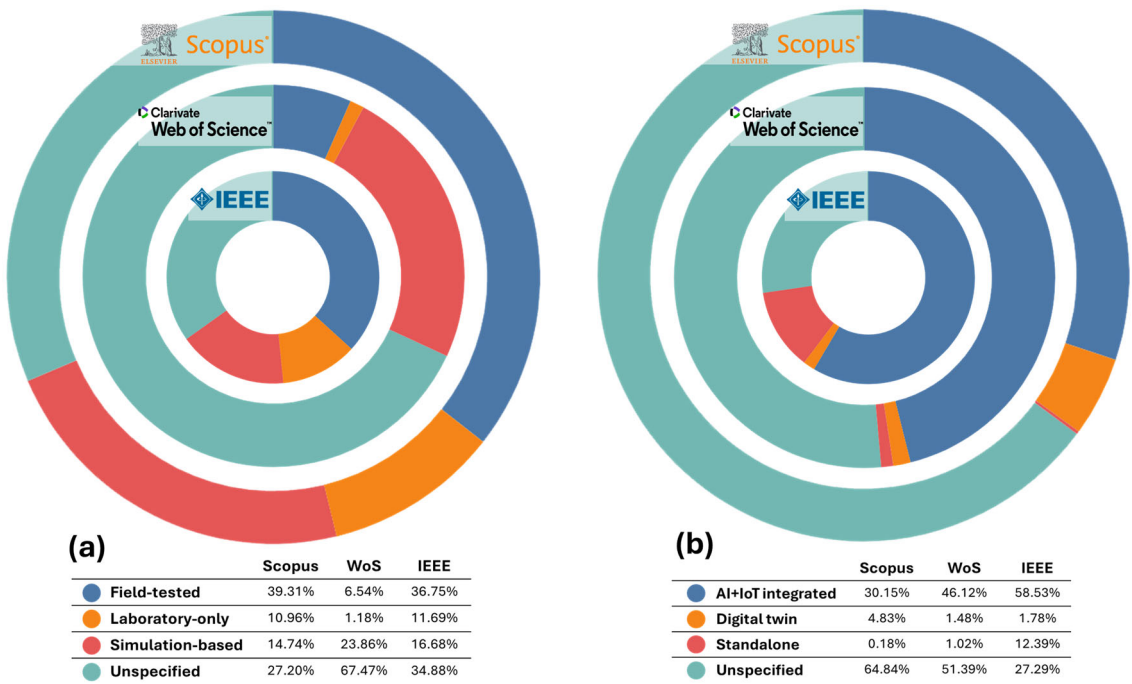 ELSEVIER
Scopus®
Clarivate
Web of Science™
IEEE
(a)
Scopus WoS IEEE
Field-tested 39.31% 6.54% 36.75%
Laboratory-only 10.96% 1.18% 11.69%
Simulation-based 14.74% 23.86% 16.68%
Unspecified 27.20% 67.47% 34.88%
ELSEVIER
Scopus®
Clarivate
Web of Science™
IEEE
(b)
Scopus WoS IEEE
AI+IoT integrated 30.15% 46.12% 58.53%
Digital twin 4.83% 1.48% 1.78%
Standalone 0.18% 1.02% 12.39%
Unspecified 64.84% 51.39% 27.29%